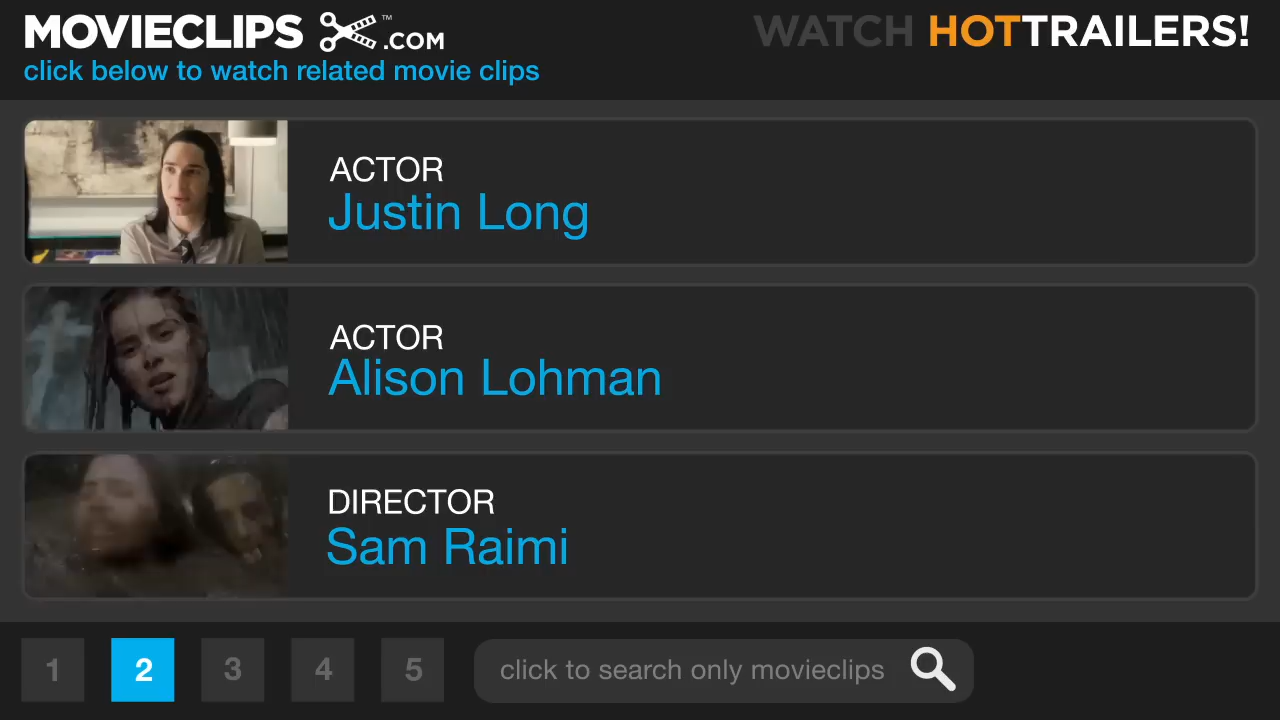 MOVIECLIPS ™ .COM
WATCH HOTTRAILERS!
click below to watch related movie clips
ACTOR
Justin Long
ACTOR
Alison Lohman
DIRECTOR
Sam Raimi
1 2 3 4 5 click to search only movieclips